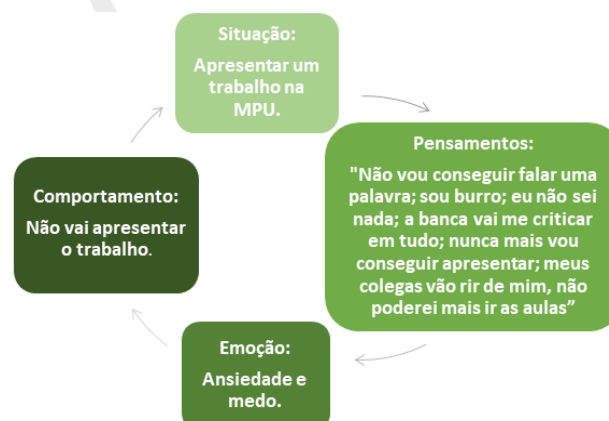 Situação:
Apresentar um
trabalho na
MPU.
Pensamentos:
"Não vou conseguir falar uma
palavra; sou burro; eu não sei
nada; a banca vai me criticar
em tudo; nunca mais vou
conseguir apresentar; meus
colegas vão rir de mim, não
poderei mais ir as aulas”
Emoção:
Ansiedade e
medo.
Comportamento:
Não vai apresentar
o trabalho.